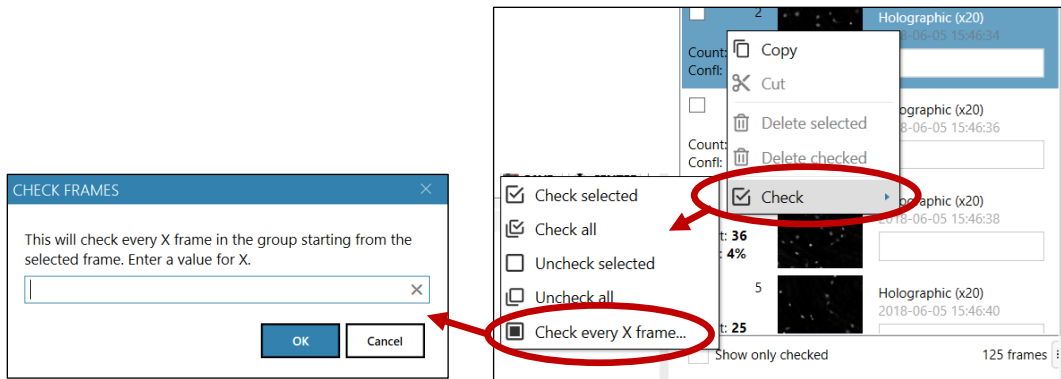 CHECK FRAMES
This will check every X frame in the group starting from the
selected frame. Enter a value for X.
OK
Cancel
Check selected
Check all
Uncheck selected
Uncheck all
Check every X frame...
Copy
Cut
Delete selected
Delete checked
Check
2
Holographic (x20)
2018-06-05 15:46:34
Count:
Confl:
ographic (x20)
8-06-05 15:46:36
Count:
Confl:
ographic (x20)
2018-06-05 15:46:38
t: 36
: 4%
5
Holographic (x20)
2018-06-05 15:46:40
t: 25
Show only checked
125 frames